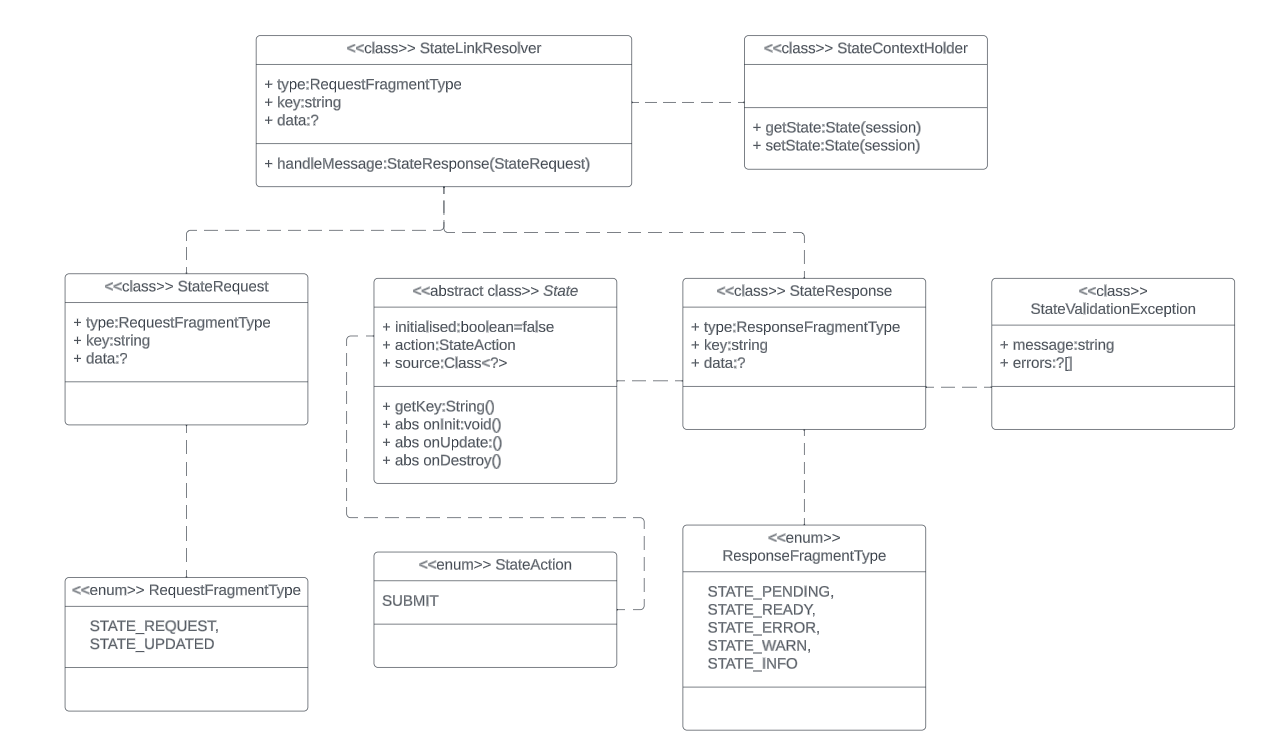 <<class>> StateLinkResolver
+ type:RequestFragmentType
+ key:string
+ data:?
+ handleMessage:StateResponse(StateRequest)
<<class>> StateContextHolder
+ getState:State(session)
+ setState:State(session)
<<class>> StateRequest
+ type:RequestFragmentType
+ key:string
+ data:?
<<abstract class>> State
+ initialised:boolean=false
+ action:StateAction
+ source:Class<?>
+ getKey:String()
+ abs onInit:void()
+ abs onUpdate:()
+ abs onDestroy()
<<class>> StateResponse
+ type:ResponseFragmentType
+ key:string
+ data:?
<<class>>
StateValidationException
+ message:string
+ errors:?[]
<<enum>> RequestFragmentType
STATE_REQUEST,
STATE_UPDATED
<<enum>> StateAction
SUBMIT
<<enum>>
ResponseFragmentType
STATE_PENDING,
STATE_READY,
STATE_ERROR,
STATE_WARN,
STATE_INFO